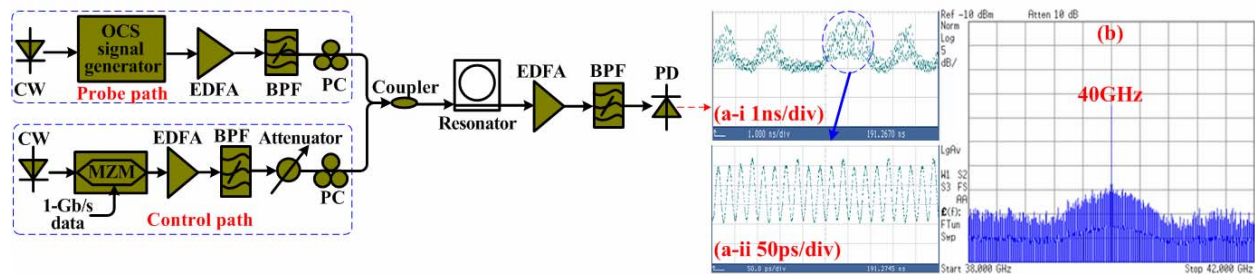 OCS
signal
generator
CW
Probe path
EDFA
BPF
PC
CW
MZM
1-Gb/s
data
EDFA
BPF
Attenuator
PC
Control path
Coupler
Resonator
EDFA
BPF
PD
(a-i 1ns/div)
1.000 ns/div
191.2670 ns
(a-ii 50ps/div)
50.0 ps/div
191.2745 ns
Ref -10 dBm
Atten 10 dB
Norm
Log
5
dB/
(b)
40GHz
LgAv
W1 S2
S3 FS
AA
£(f):
FTun
Swp
Start 38.000 GHz
Stop 42.000 GHz